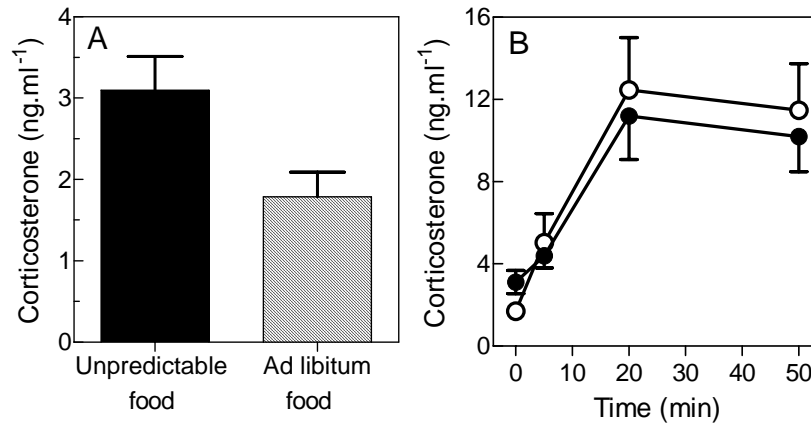 A
Corticosterone (ng.ml⁻¹)
4
3
2
1
0
Unpredictable
food
Ad libitum
food
B
Corticosterone (ng.ml⁻¹)
16
12
8
4
0
0 10 20 30 40 50
Time (min)